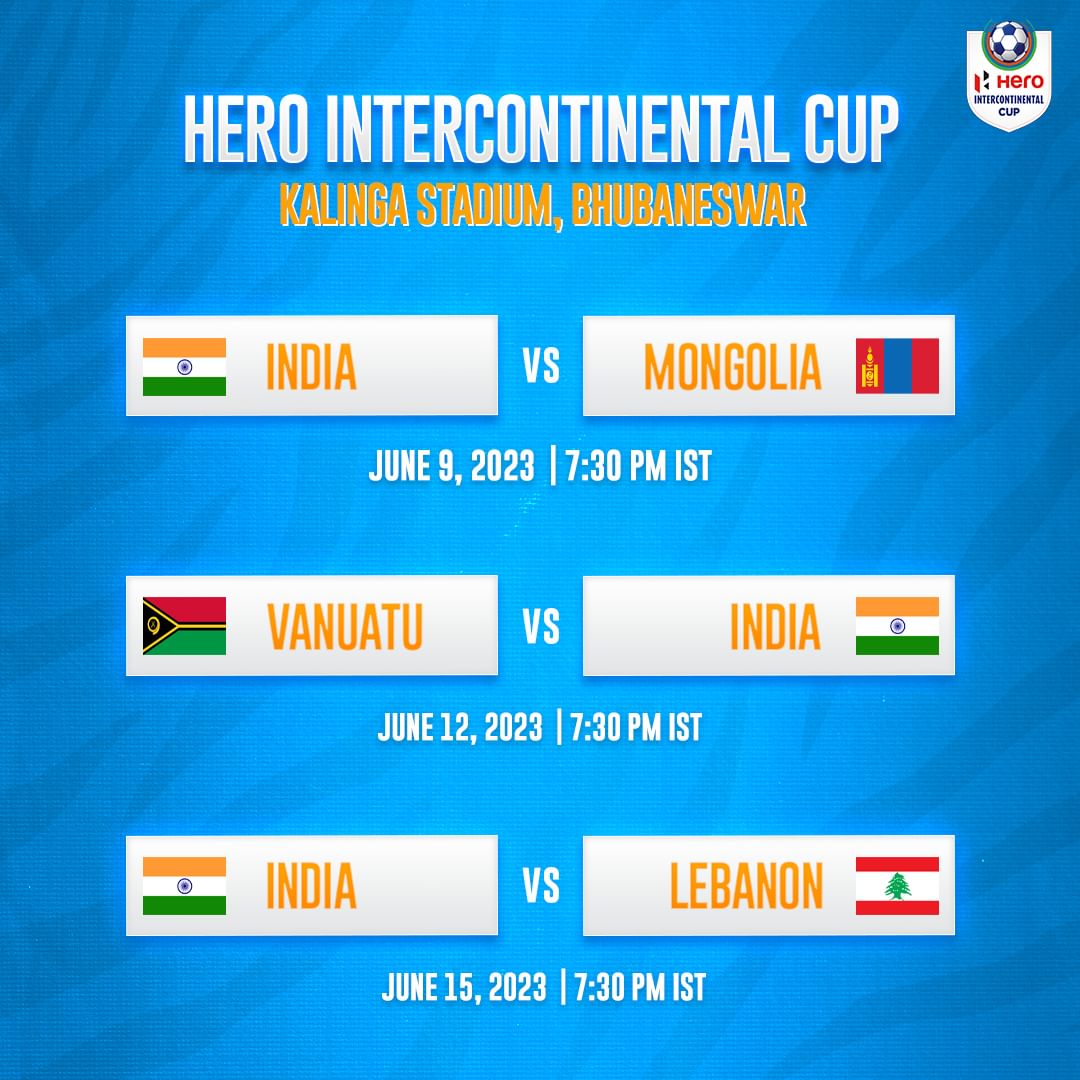 Hero
INTERCONTINENTAL
CUP
HERO INTERCONTINENTAL CUP
KALINGA STADIUM, BHUBANESWAR
INDIA VS MONGOLIA
JUNE 9, 2023 | 7:30 PM IST
VANUATU VS INDIA
JUNE 12, 2023 | 7:30 PM IST
INDIA VS LEBANON
JUNE 15, 2023 | 7:30 PM IST